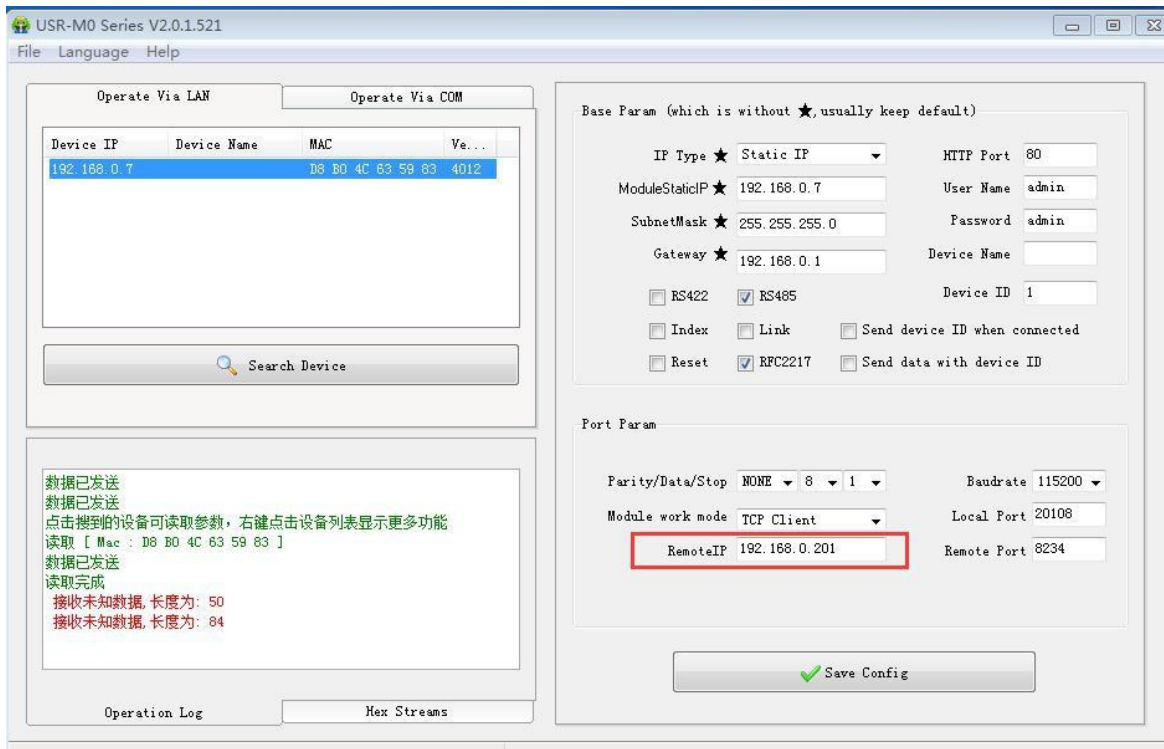 USR-M0 Series V2.0.1.521
File Language Help
Operate Via LAN Operate Via COM
Device IP Device Name MAC Ve...
192.168.0.7 D8 B0 4C 63 59 83 4012
Search Device
数据已发送
数据已发送
点击搜到的设备可读取参数，右键点击设备列表显示更多功能
读取 [ Mac : D8 B0 4C 63 59 83 ]
数据已发送
读取完成
接收未知数据,长度为: 50
接收未知数据,长度为: 84
Operation Log Hex Streams
Base Param (which is without ★,usually keep default)
IP Type ★ Static IP HTTP Port 80
ModuleStaticIP ★ 192.168.0.7 User Name admin
SubnetMask ★ 255.255.255.0 Password admin
Gateway ★ 192.168.0.1 Device Name
RS422 RS485 Device ID 1
Index Link Send device ID when connected
Reset RFC2217 Send data with device ID
Port Param
Parity/Data/Stop NONE 8 1 Baudrate 115200
Module work mode TCP Client Local Port 20108
RemoteIP 192.168.0.201 Remote Port 8234
Save Config